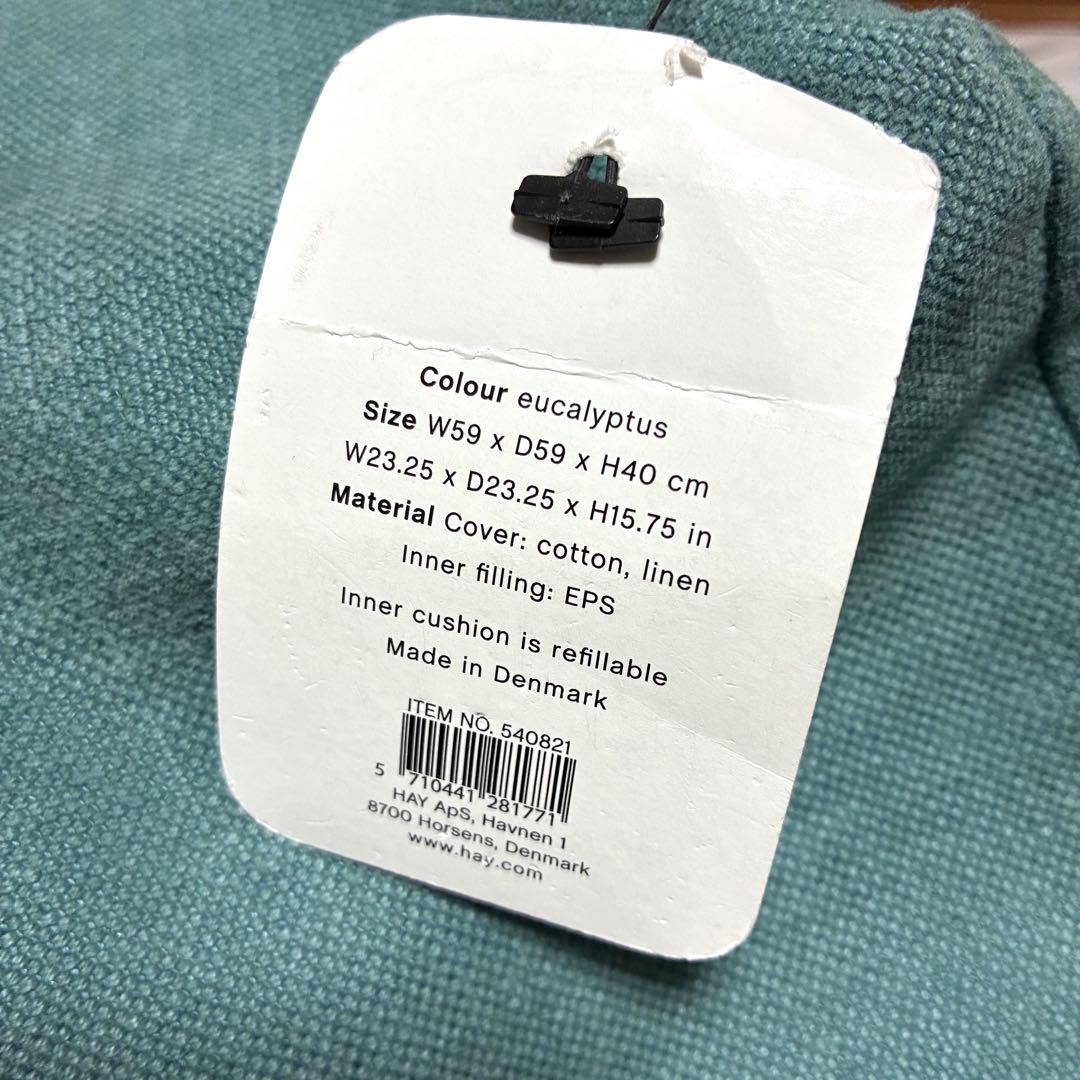 Colour eucalyptus
Size W59 x D59 x H40 cm
W23.25 x D23.25 x H15.75 in
Material Cover: cotton, linen
Inner filling: EPS
Inner cushion is refillable
Made in Denmark
ITEM NO. 540821
5 710441 281771
HAY ApS, Havnen 1
8700 Horsens, Denmark
www.hay.com